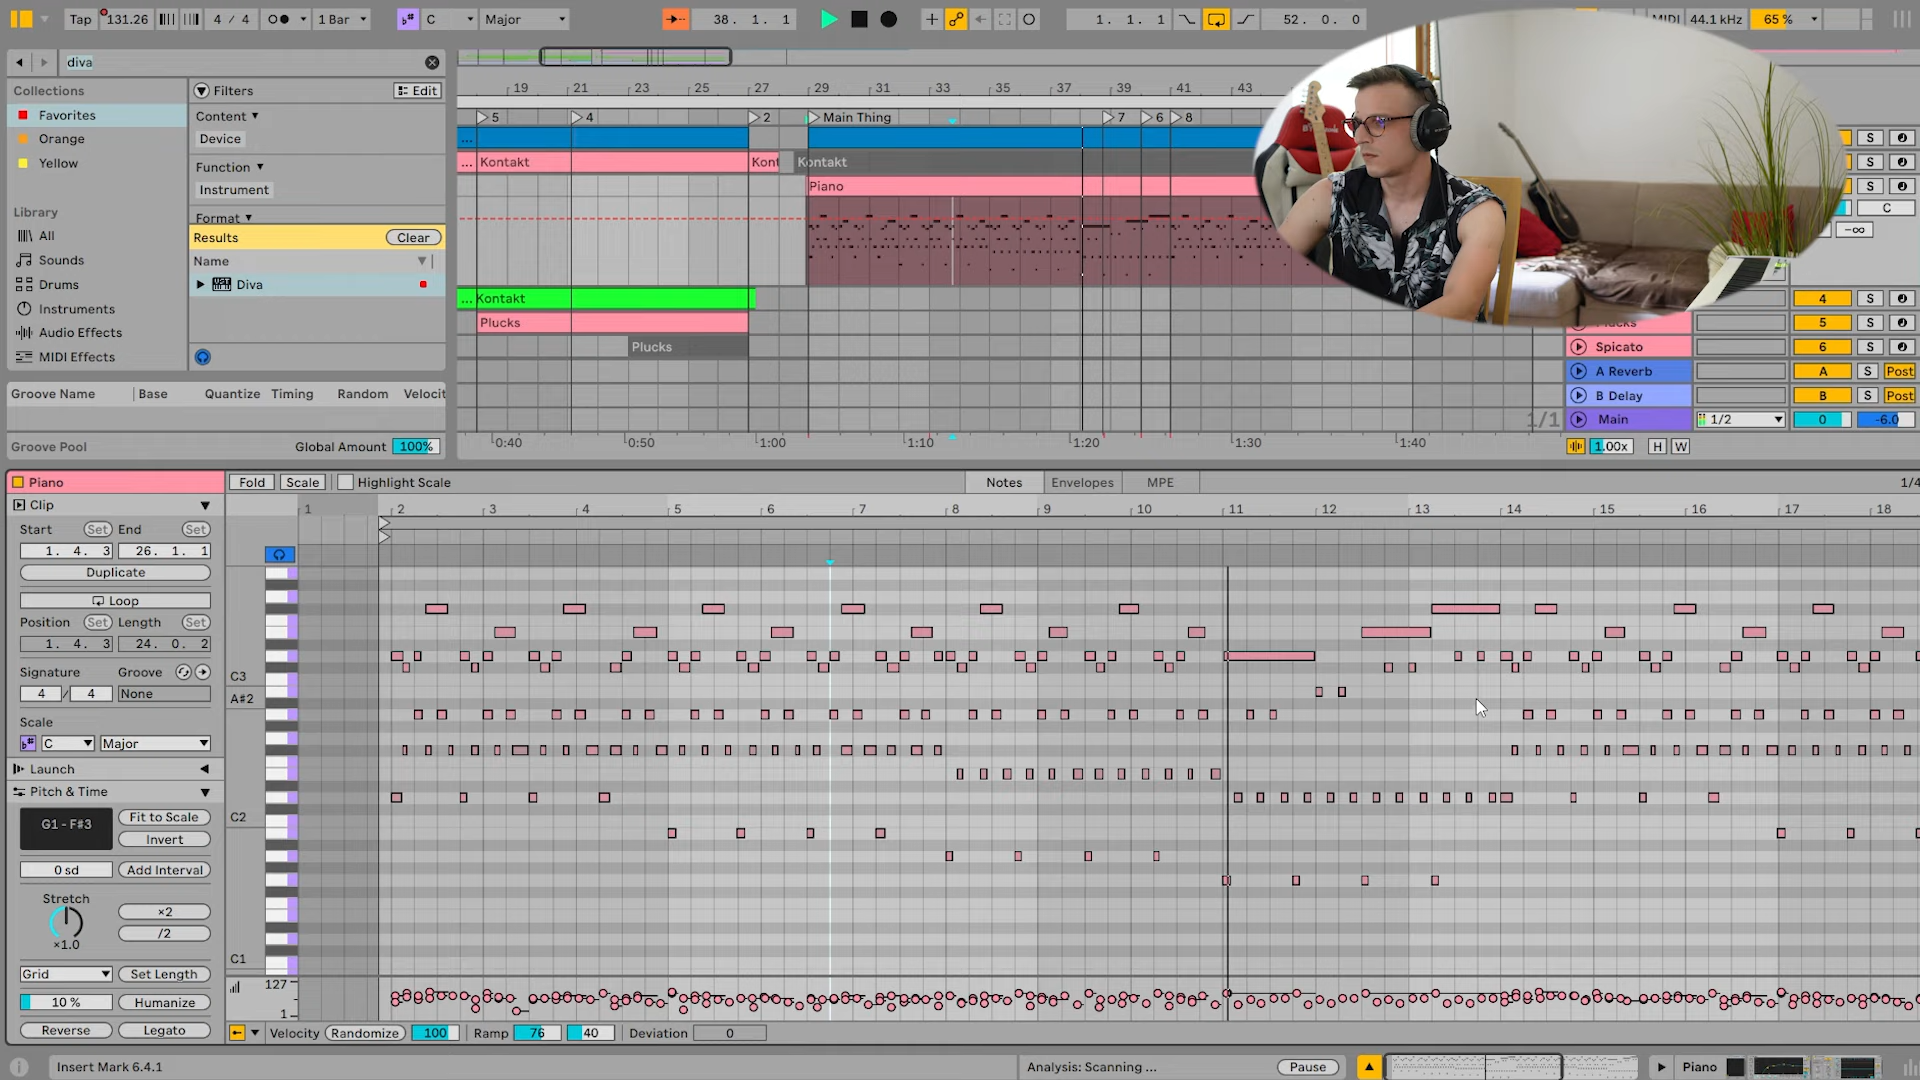 Tap 131.26 4 / 4 1 Bar C Major 38. 1. 1 1. 1. 1 52. 0. 0 MIDI 44.1 kHz 65 %
diva
Collections
Favorites
Orange
Yellow
Library
All
Sounds
Drums
Instruments
Audio Effects
MIDI Effects
Filters Edit
Content
Device
Function
Instrument
Format
Results Clear
Name
Diva
Groove Name Base Quantize Timing Random Velocit
Groove Pool Global Amount 100%
19 21 23 25 27 29 31 33 35 37 39 41 43
5 4 2 Main Thing 7 6 8
... S
... Kontakt Kont Kontakt S
Piano S
C
-∞
... Kontakt 4 S
Plucks 5 S
Plucks Spicato 6 S
A Reverb A S Post
B Delay B S Post
1/1 Main 1/2 0 -6.0
0:40 0:50 1:00 1:10 1:20 1:30 1:40 1.00x H W
Piano Fold Scale Highlight Scale Notes Envelopes MPE 1/4
Clip
Start Set End Set
1. 4. 3 26. 1. 1
Duplicate
Loop
Position Set Length Set
1. 4. 3 24. 0. 2
Signature Groove
4 / 4 None
Scale
C Major
Launch
Pitch & Time
G1 - F#3 Fit to Scale
Invert
0 sd Add Interval
Stretch ×2
×1.0 /2
Grid Set Length
10 % Humanize
Reverse Legato
1 2 3 4 5 6 7 8 9 10 11 12 13 14 15 16 17 18
C3
A#2
C2
C1
127
1
Velocity Randomize 100 Ramp 76 40 Deviation 0
Insert Mark 6.4.1 Analysis: Scanning ... Pause Piano